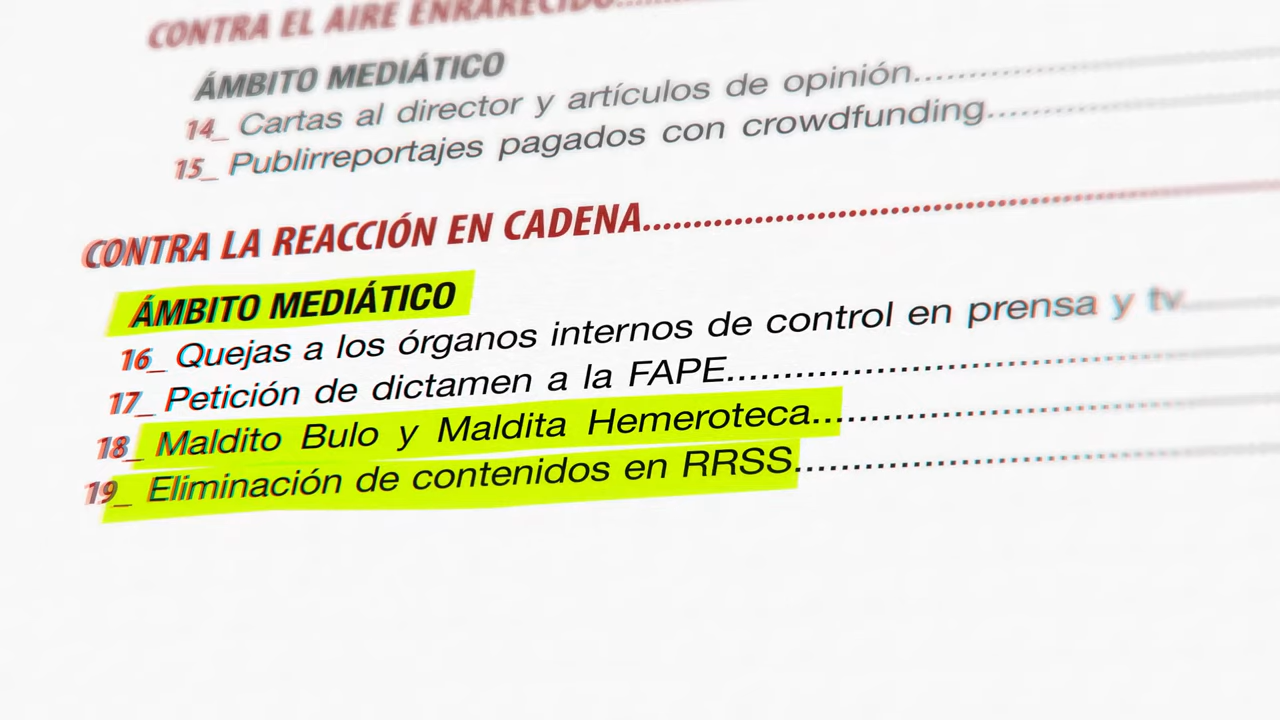 CONTRA EL AIRE ENRARECIDO...........
ÁMBITO MEDIÁTICO
14_ Cartas al director y artículos de opinión...........
15_ Publirreportajes pagados con crowdfunding...........
CONTRA LA REACCIÓN EN CADENA...........
ÁMBITO MEDIÁTICO
16_ Quejas a los órganos internos de control en prensa y tv...........
17_ Petición de dictamen a la FAPE...........
18_ Maldito Bulo y Maldita Hemeroteca...........
19_ Eliminación de contenidos en RRSS...........